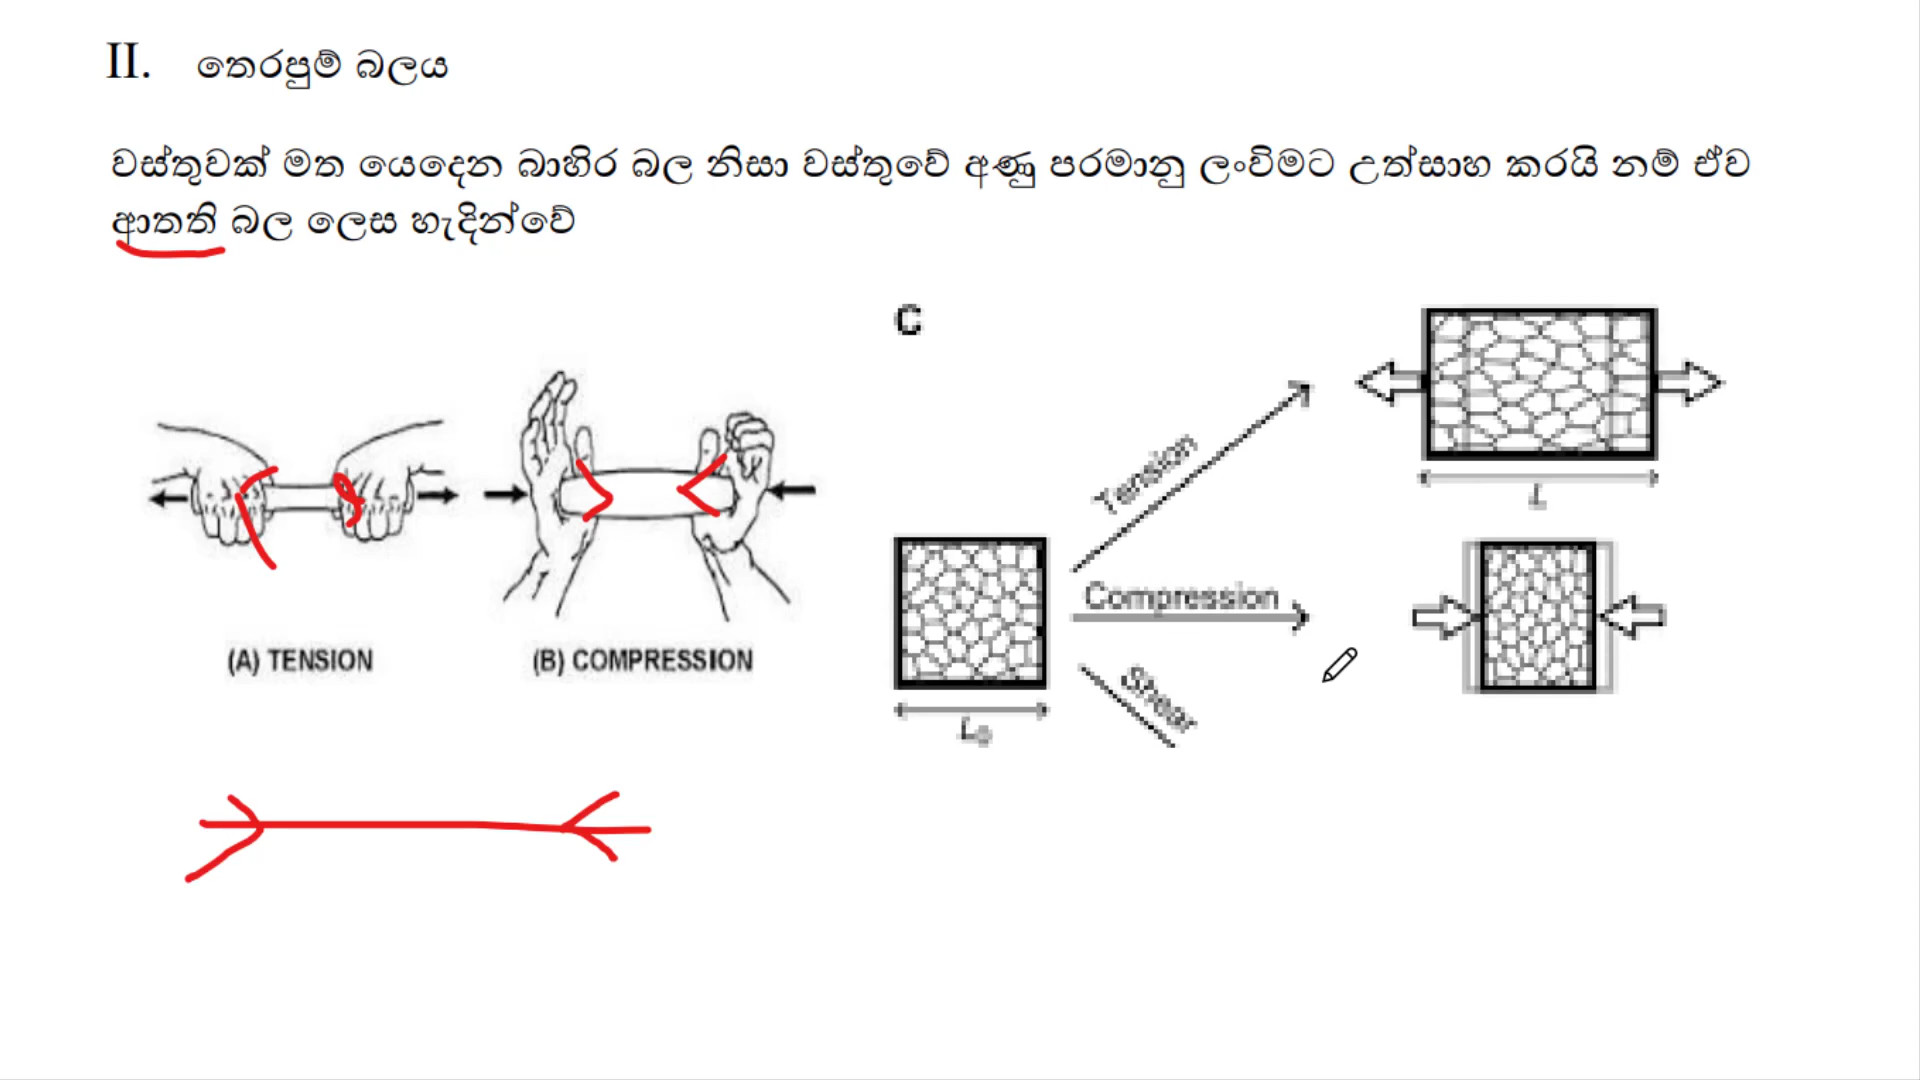 II. තෙරපුම් බලය
වස්තුවක් මත යෙදෙන බාහිර බල නිසා වස්තුවේ අණු පරමානු ලංවිමට උත්සාහ කරයි නම් ඒව
ආතති බල ලෙස හැදින්වේ
C
Tension
L
Compression
Shear
L₀
(A) TENSION
(B) COMPRESSION